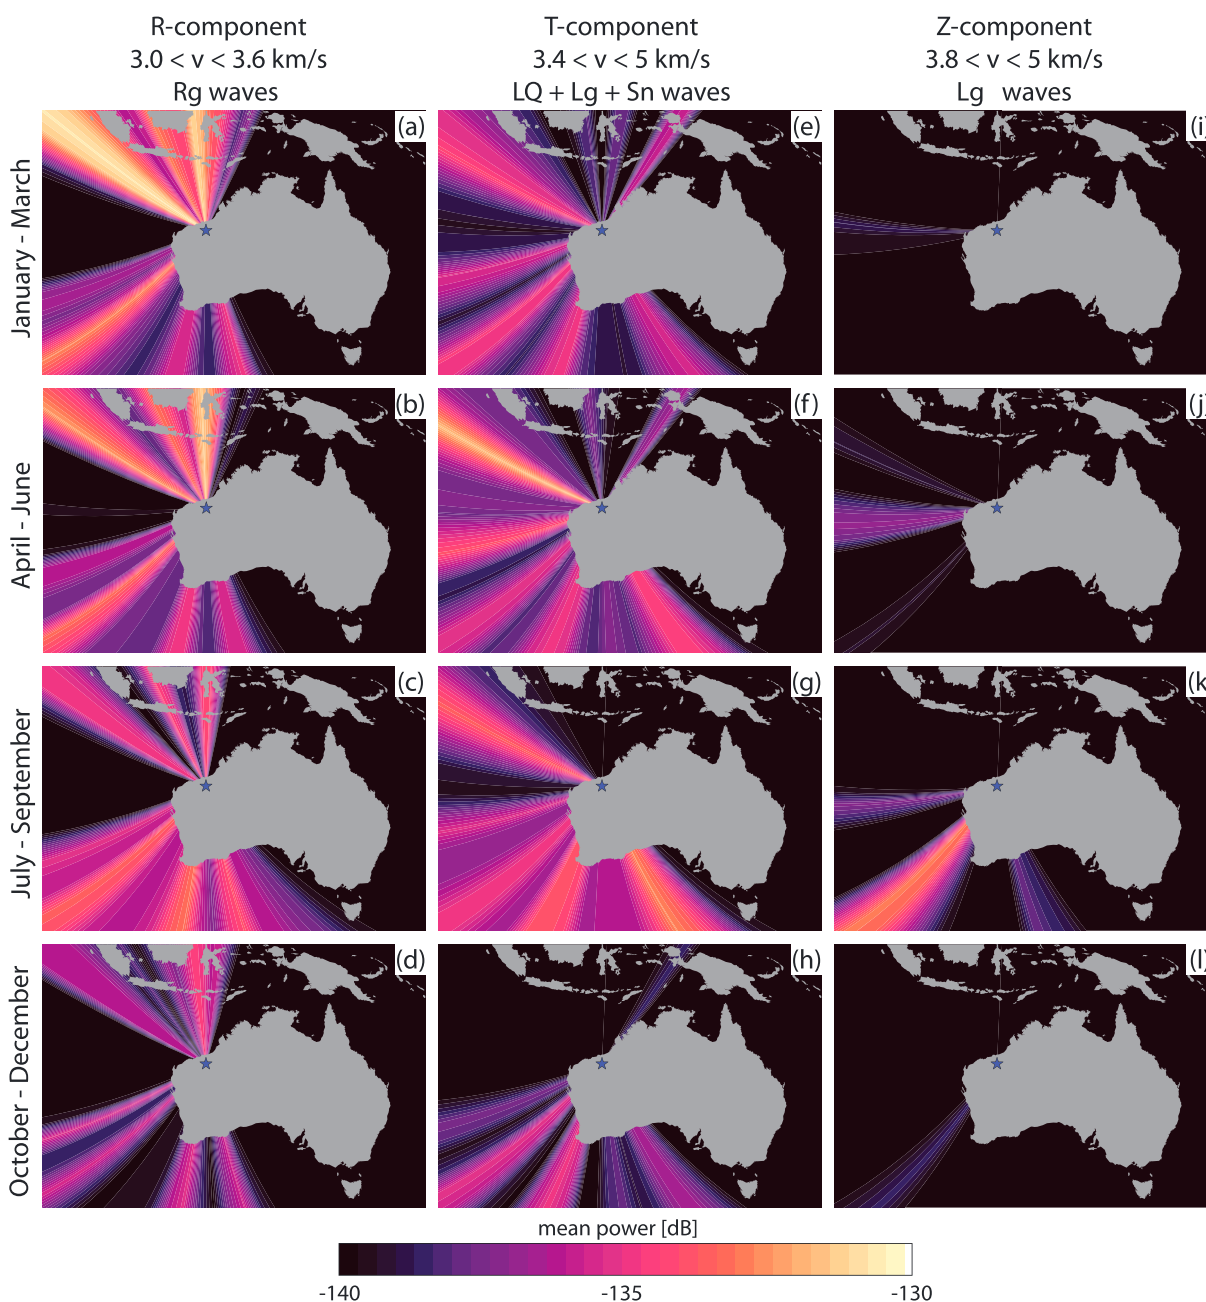 R-component
3.0 < v < 3.6 km/s
Rg waves
T-component
3.4 < v < 5 km/s
LQ + Lg + Sn waves
Z-component
3.8 < v < 5 km/s
Lg waves
January - March
(a)
(e)
(i)
April - June
(b)
(f)
(j)
July - September
(c)
(g)
(k)
October - December
(d)
(h)
(l)
mean power [dB]
-140
-135
-130